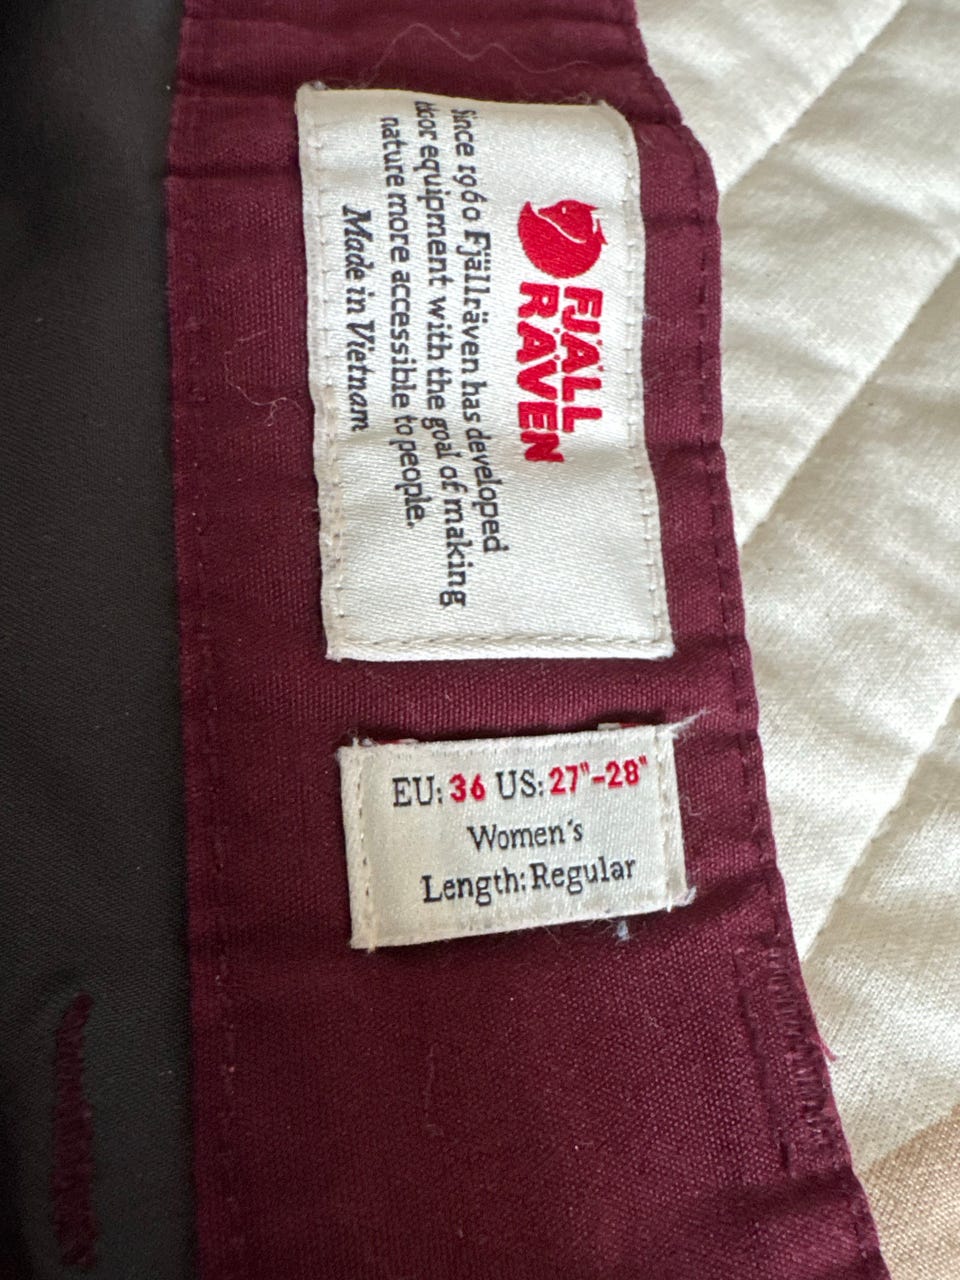 FJÄLL
RÄVEN
Since 1960 Fjällräven has developed
equipment with the goal of making
nature more accessible to people.
Made in Vietnam
EU: 36 US: 27"-28"
Women's
Length: Regular